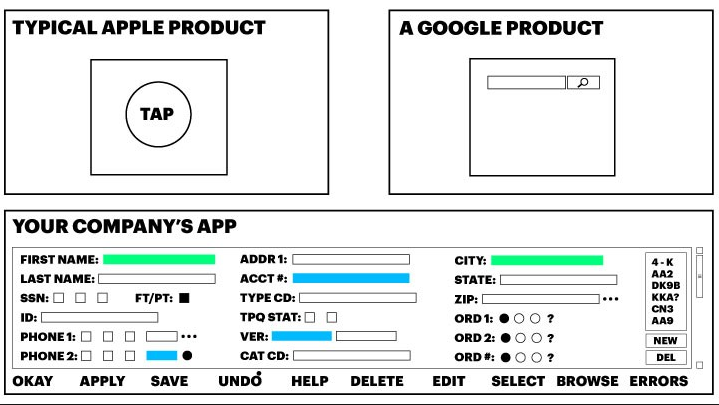 TYPICAL APPLE PRODUCT
TAP
A GOOGLE PRODUCT
YOUR COMPANY'S APP
FIRST NAME:
LAST NAME:
SSN: FT/PT:
ID:
PHONE 1: •••
PHONE 2:
ADDR 1:
ACCT #:
TYPE CD:
TPQ STAT:
VER:
CAT CD:
CITY:
STATE:
ZIP: •••
ORD 1: ?
ORD 2: ?
ORD #: ?
4 - K
AA2
DK9B
KKA?
CN3
AA9
NEW
DEL
OKAY APPLY SAVE UNDO HELP DELETE EDIT SELECT BROWSE ERRORS